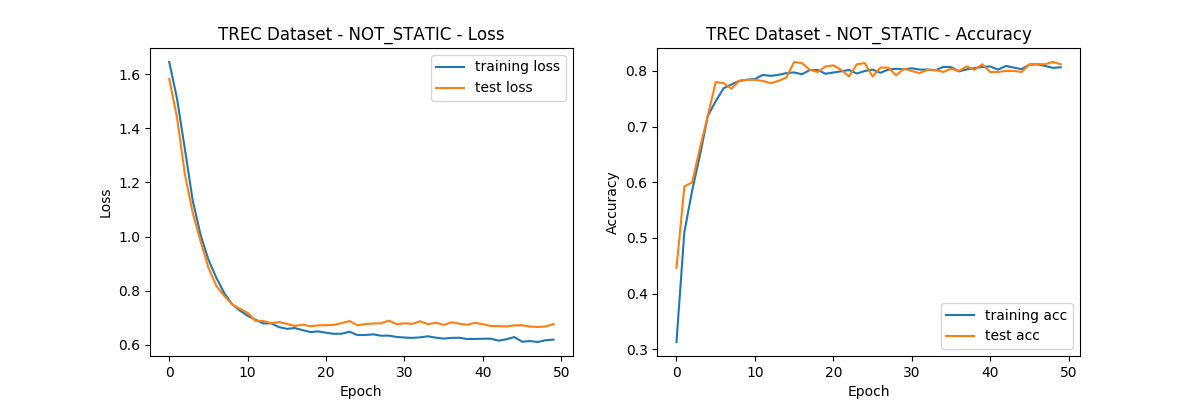 TREC Dataset - NOT_STATIC - Loss
training loss
test loss
1.6
1.4
1.2
1.0
0.8
0.6
Loss
0 10 20 30 40 50
Epoch
TREC Dataset - NOT_STATIC - Accuracy
0.8
0.7
0.6
0.5
0.4
0.3
Accuracy
training acc
test acc
0 10 20 30 40 50
Epoch